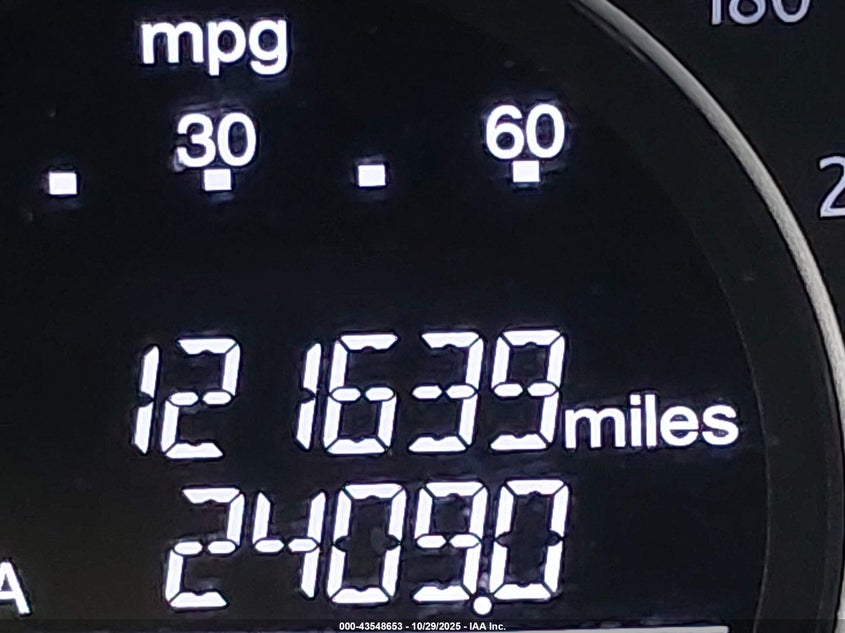 180
mpg
30 60
2
121639 miles
2409.0
A
000-43548653 - 10/29/2025 - IAA Inc.